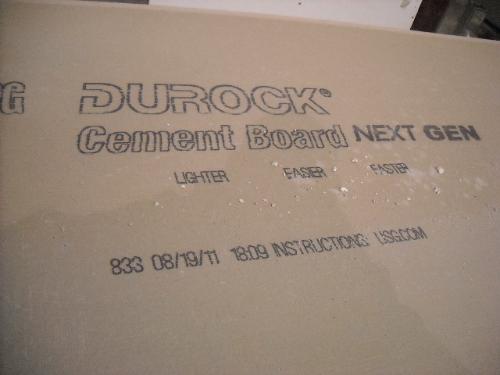 G DUROCK®
Cement Board NEXT GEN
LIGHTER EASIER FASTER
833 08/19/11 18:09 INSTRUCTIONS: USG.COM